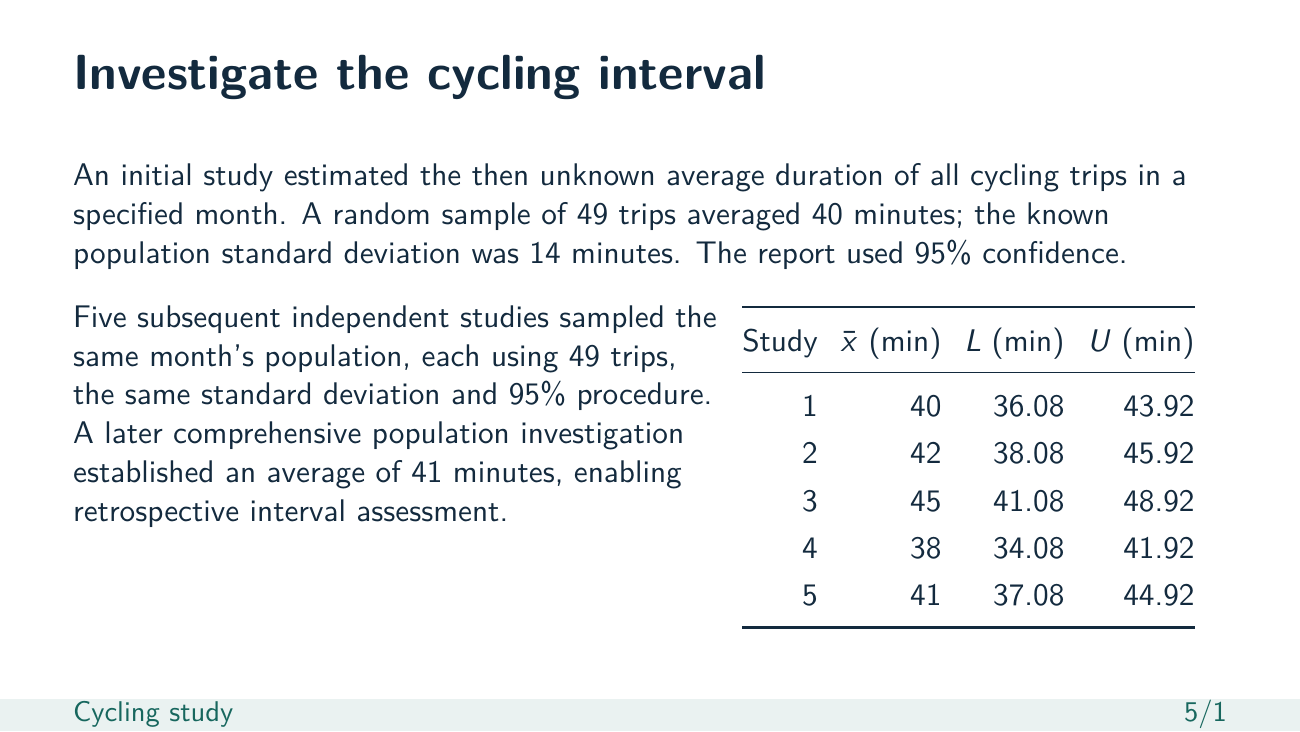 Investigate the cycling interval
An initial study estimated the then unknown average duration of all cycling trips in a
specified month. A random sample of 49 trips averaged 40 minutes; the known
population standard deviation was 14 minutes. The report used 95% confidence.
Five subsequent independent studies sampled the
same month's population, each using 49 trips,
the same standard deviation and 95% procedure.
A later comprehensive population investigation
established an average of 41 minutes, enabling
retrospective interval assessment.
Study x̄ (min) L (min) U (min)
1 40 36.08 43.92
2 42 38.08 45.92
3 45 41.08 48.92
4 38 34.08 41.92
5 41 37.08 44.92
Cycling study 5/1